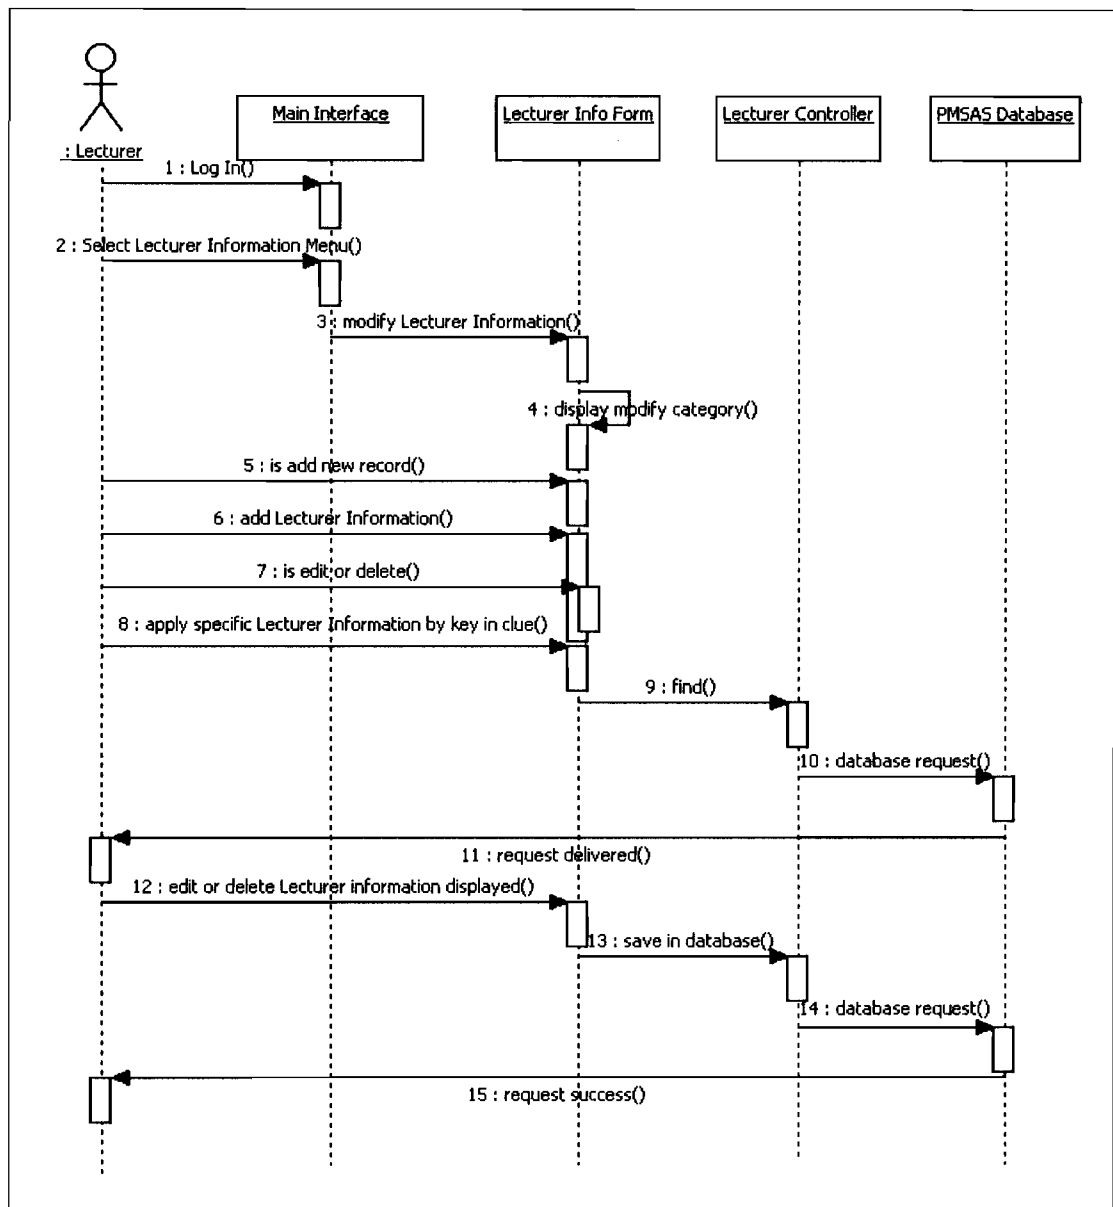 : Lecturer
Main Interface
Lecturer Info Form
Lecturer Controller
PMSAS Database
1 : Log In()
2 : Select Lecturer Information Menu()
3 : modify Lecturer Information()
4 : display modify category()
5 : is add new record()
6 : add Lecturer Information()
7 : is edit or delete()
8 : apply specific Lecturer Information by key in clue()
9 : find()
10 : database request()
11 : request delivered()
12 : edit or delete Lecturer information displayed()
13 : save in database()
14 : database request()
15 : request success()